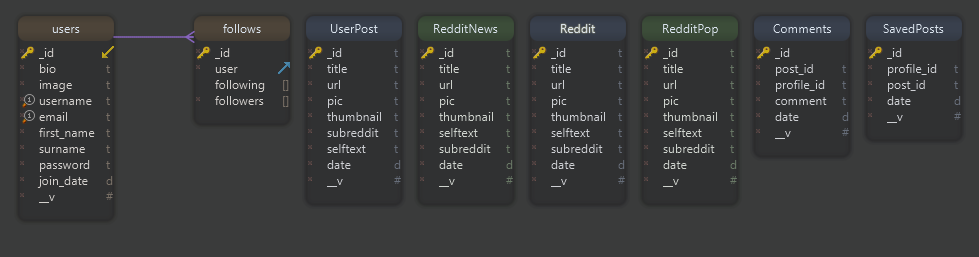 users
_id
bio t
image t
username t
email t
first_name t
surname t
password t
join_date d
__v #
follows
_id
user
following []
followers []
UserPost
_id t
title t
url t
pic t
thumbnail t
subreddit t
selftext t
date d
__v #
RedditNews
_id t
title t
url t
pic t
thumbnail t
selftext t
subreddit t
date d
__v #
Reddit
_id t
title t
url t
pic t
thumbnail t
selftext t
subreddit t
date d
__v #
RedditPop
_id t
title t
url t
pic t
thumbnail t
selftext t
subreddit t
date d
__v #
Comments
_id
post_id t
profile_id t
comment t
date d
__v #
SavedPosts
_id
profile_id t
post_id t
date d
__v #